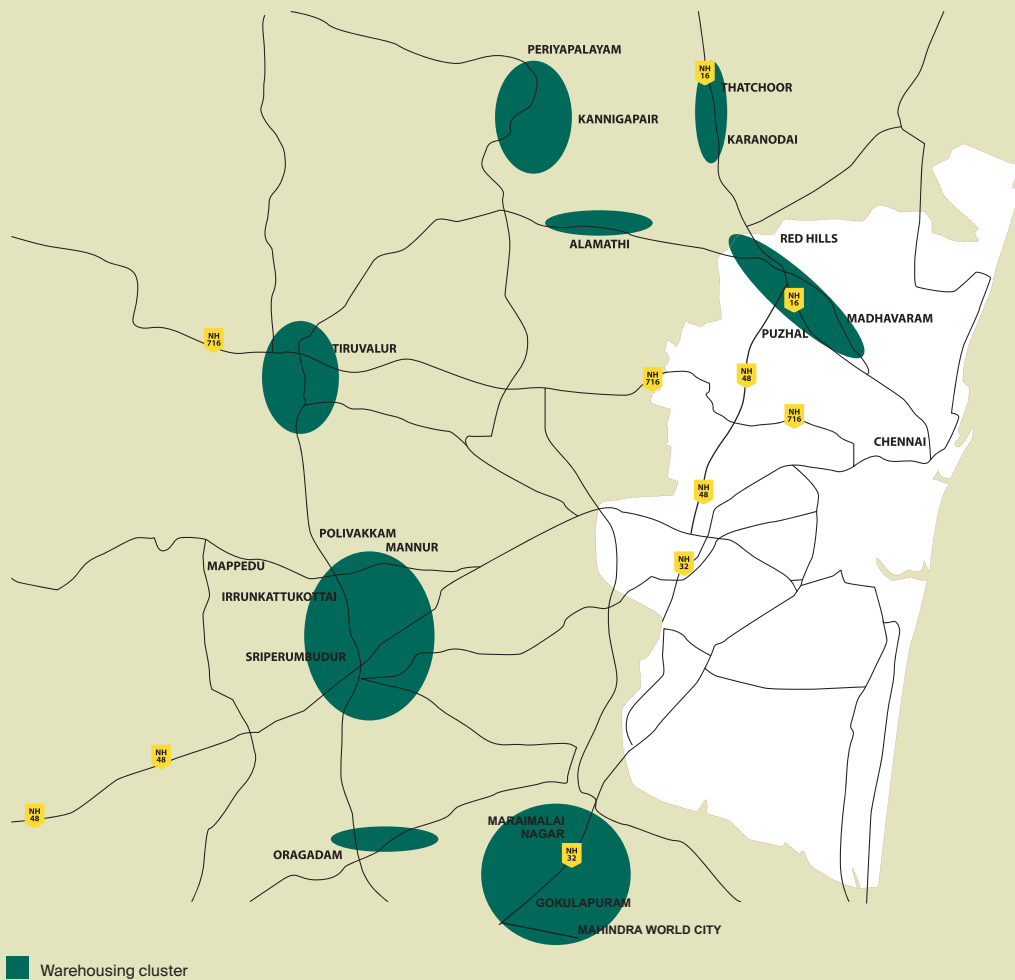 PERIYAPALAYAM
NH
16
THATCHOOR
KANNIGAPAIR
KARANODAI
ALAMATHI
RED HILLS
NH
16
MADHAVARAM
PUZHAL
NH
716
TIRUVALUR
NH
716
NH
48
NH
716
CHENNAI
NH
48
POLIVAKKAM
MANNUR
MAPPEDU
NH
32
IRRUNKATTUKOTTAI
SRIPERUMBUDUR
NH
48
NH
48
MARAIMALAI
NAGAR
ORAGADAM
NH
32
GOKULAPURAM
MAHINDRA WORLD CITY
Warehousing cluster